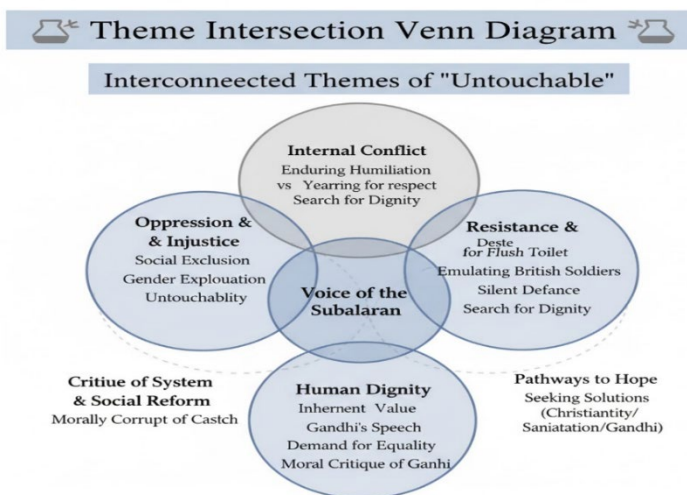 Theme Intersection Venn Diagram
Interconneected Themes of "Untouchable"
Internal Conflict
Enduring Humiliation
vs Yearring for respect
Search for Dignity
Oppression &
& Injustice
Social Exclusion
Gender Explouation
Untouchablity
Resistance &
Deste
for Flush Toilet
Emulating British Soldiers
Silent Defance
Search for Dignity
Voice of the
Subalaran
Critiue of System
& Social Reform
Morally Corrupt of Castch
Human Dignity
Inhernent Value
Gandhi's Speech
Demand for Equality
Moral Critique of Ganhi
Pathways to Hope
Seeking Solutions
(Christiantity/
Saniatation/Gandhi)